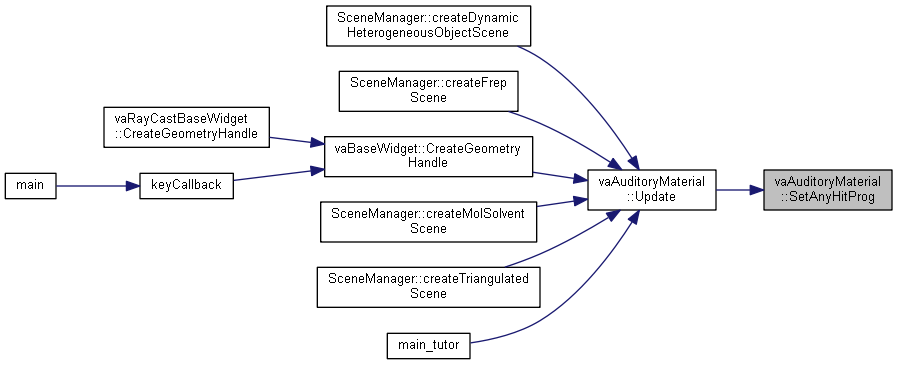 SceneManager::createDynamic
HeterogeneousObjectScene
SceneManager::createFrep
Scene
vaRayCastBaseWidget
::CreateGeometryHandle
vaBaseWidget::CreateGeometry
Handle
main
keyCallback
vaAuditoryMaterial
::Update
vaAuditoryMaterial
::SetAnyHitProg
SceneManager::createMolSolvent
Scene
SceneManager::createTriangulated
Scene
main_tutor